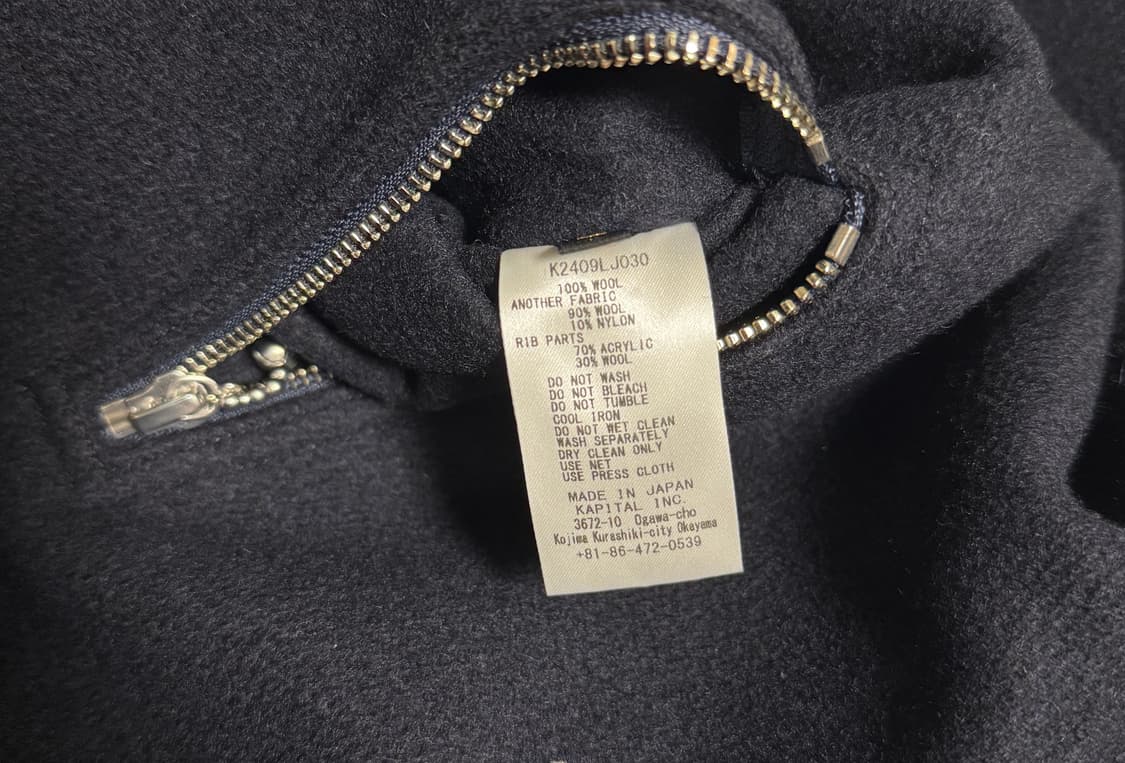 K2409LJ030
100% WOOL
ANOTHER FABRIC
90% WOOL
10% NYLON
RIB PARTS
70% ACRYLIC
30% WOOL
DO NOT WASH
DO NOT BLEACH
DO NOT TUMBLE
COOL IRON
DO NOT WET CLEAN
WASH SEPARATELY
DRY CLEAN ONLY
USE NET
USE PRESS CLOTH
MADE IN JAPAN
KAPITAL INC.
3672-10 Ogawa-cho
Kojima Kurashiki-city Okayama
+81-86-472-0539